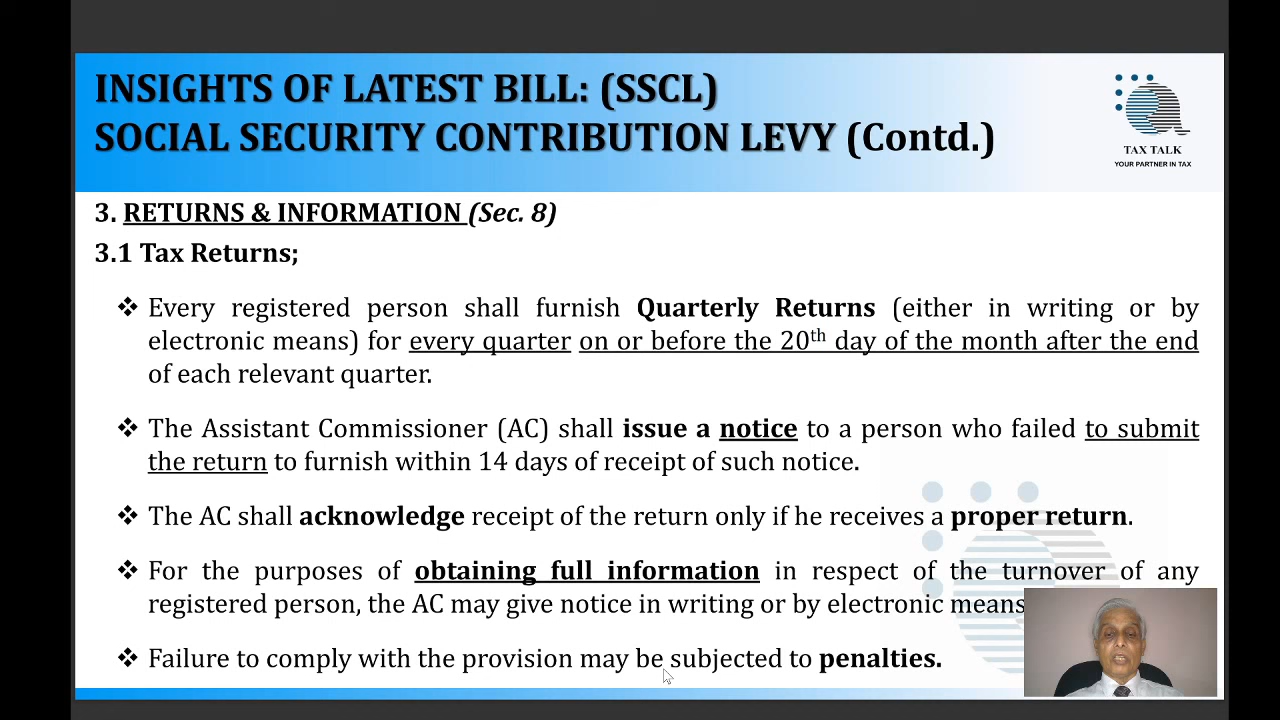 INSIGHTS OF LATEST BILL: (SSCL)
SOCIAL SECURITY CONTRIBUTION LEVY (Contd.)
TAX TALK
YOUR PARTNER IN TAX
3. RETURNS & INFORMATION (Sec. 8)
3.1 Tax Returns;
❖ Every registered person shall furnish Quarterly Returns (either in writing or by
electronic means) for every quarter on or before the 20th day of the month after the end
of each relevant quarter.
❖ The Assistant Commissioner (AC) shall issue a notice to a person who failed to submit
the return to furnish within 14 days of receipt of such notice.
❖ The AC shall acknowledge receipt of the return only if he receives a proper return.
❖ For the purposes of obtaining full information in respect of the turnover of any
registered person, the AC may give notice in writing or by electronic means
❖ Failure to comply with the provision may be subjected to penalties.